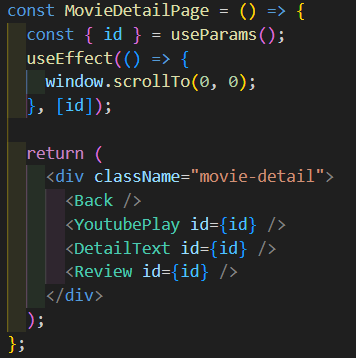 const MovieDetailPage = () => {
  const { id } = useParams();
  useEffect(() => {
    window.scrollTo(0, 0);
  }, [id]);

  return (
    <div className="movie-detail">
      <Back />
      <YoutubePlay id={id} />
      <DetailText id={id} />
      <Review id={id} />
    </div>
  );
};